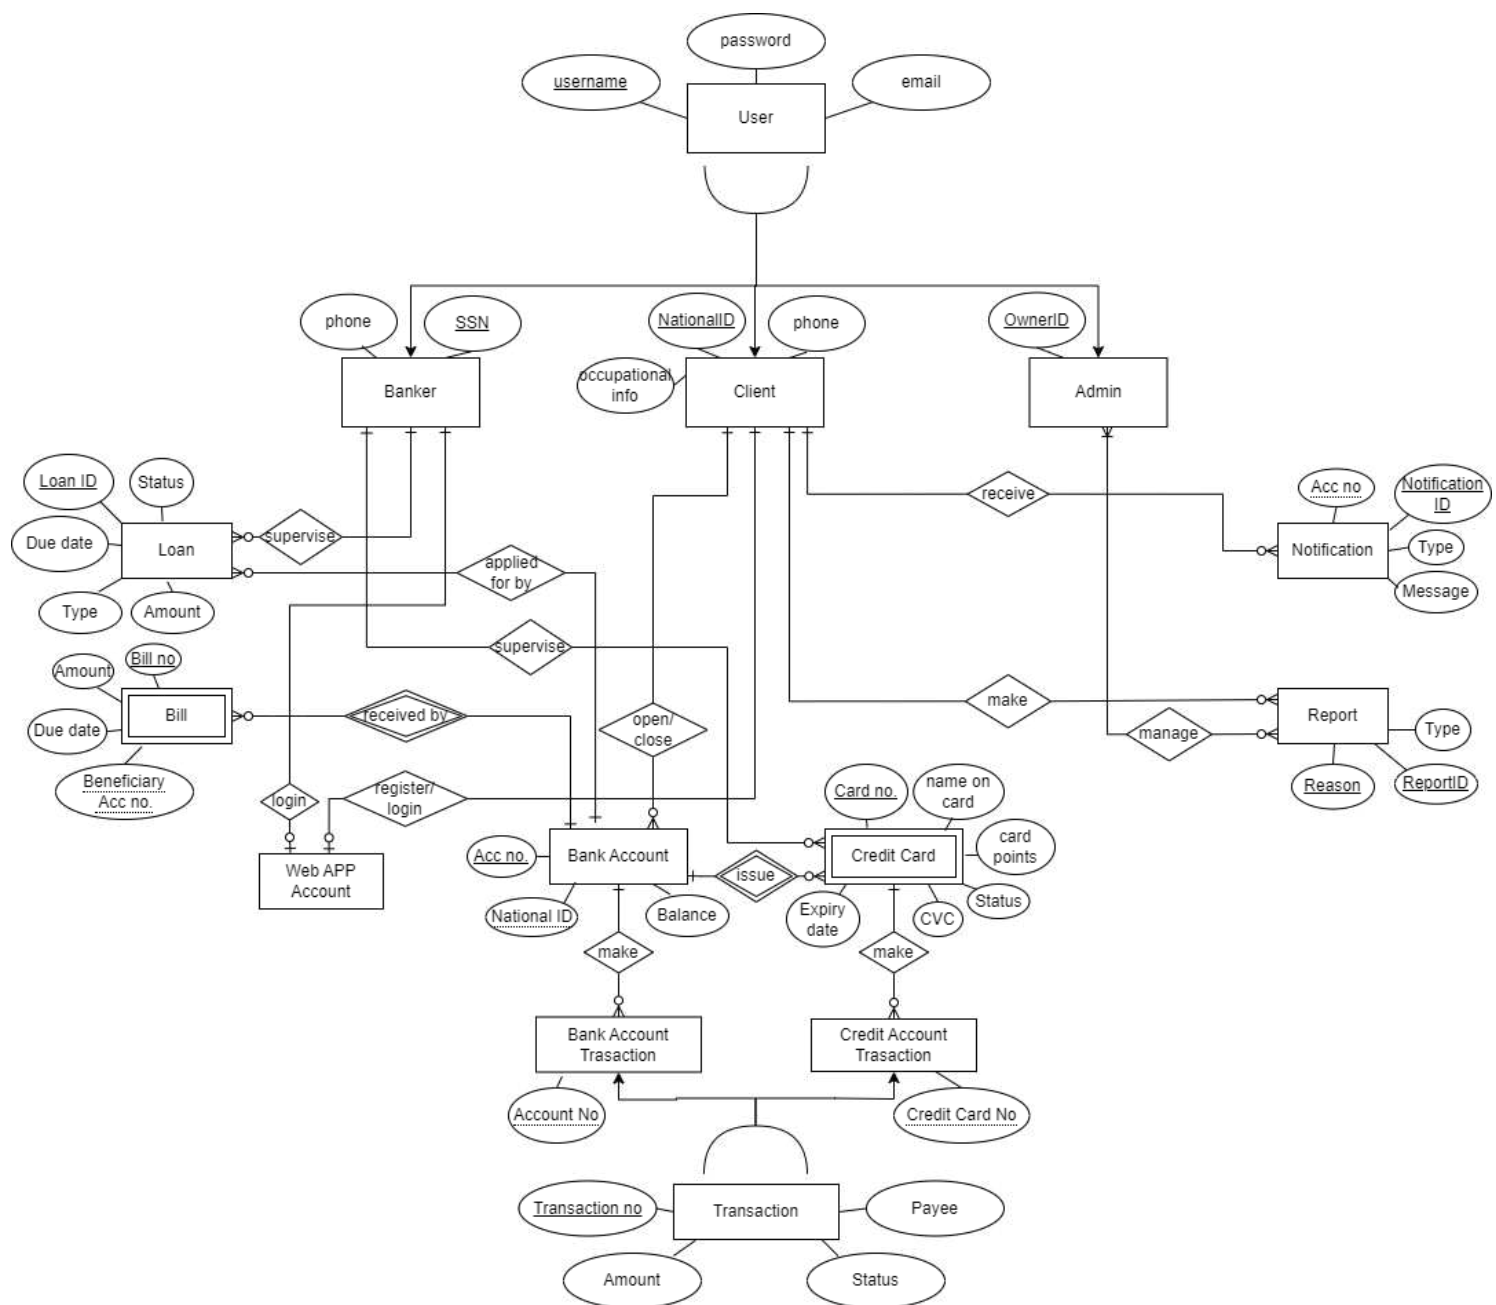 password
username
email
User
phone
SSN
NationalID
phone
OwnerID
occupational
info
Banker
Client
Admin
Loan ID
Status
receive
Acc no
Notification
ID
Due date
Loan
supervise
applied
for by
Notification
Type
Message
Type
Amount
supervise
Amount
Bill no
Bill
received by
open/
close
make
Report
Type
Due date
manage
Beneficiary
Acc no.
Reason
ReportID
login
register/
login
Card no.
name on
card
card
points
Acc no.
Bank Account
Credit Card
Web APP
Account
issue
National ID
Balance
Expiry
date
CVC
Status
make
make
Bank Account
Trasaction
Credit Account
Trasaction
Account No
Credit Card No
Transaction no
Transaction
Payee
Amount
Status